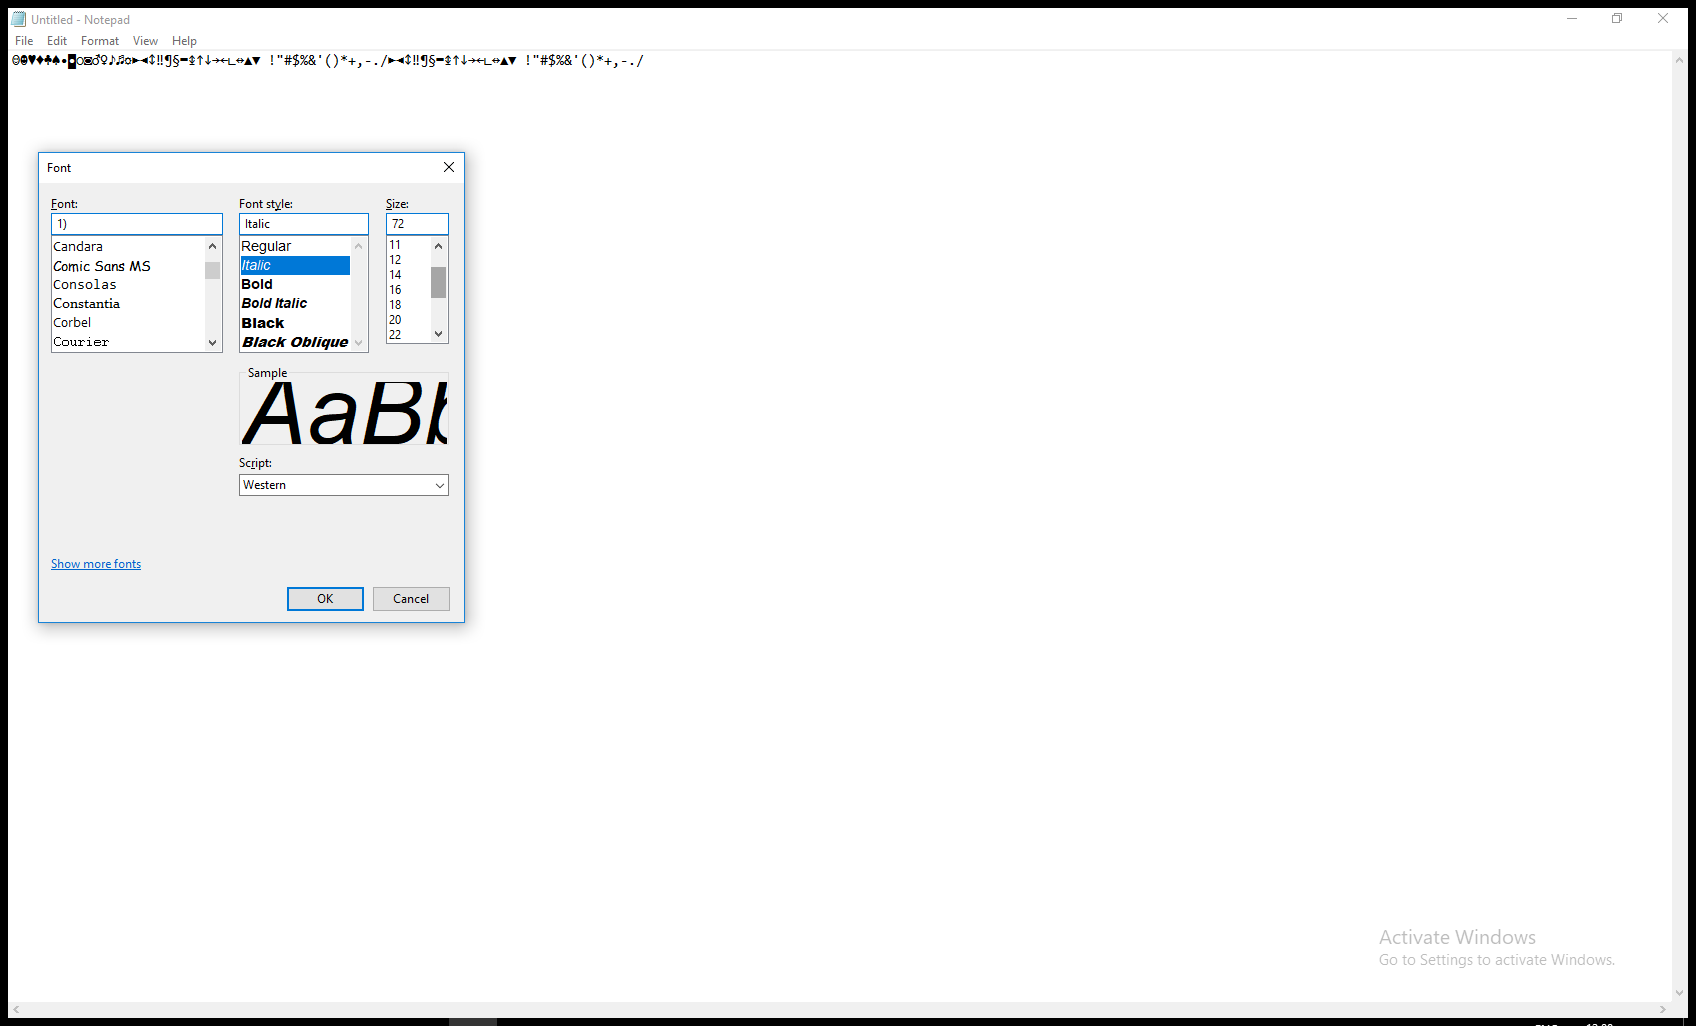 Untitled - Notepad
File Edit Format View Help
☺☻♥♦♣♠•◘○◙♂♀♪♫☼►◄↕‼¶§▬↨↑↓→←∟↔▲▼ !"#$%&'()*+,-./►◄↕‼¶§▬↨↑↓→←∟↔▲▼ !"#$%&'()*+,-./
Font
Font:
1)
Candara
Comic Sans MS
Consolas
Constantia
Corbel
Courier
Font style:
Italic
Regular
Italic
Bold
Bold Italic
Black
Black Oblique
Size:
72
11
12
14
16
18
20
22
Sample
AaBb
Script:
Western
Show more fonts
OK Cancel
Activate Windows
Go to Settings to activate Windows.